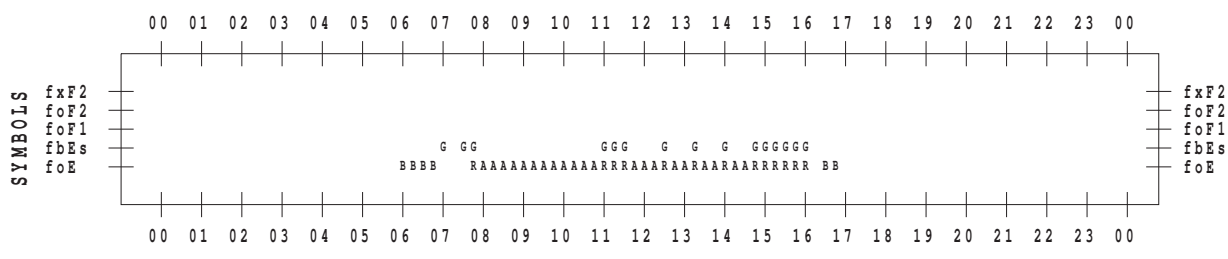 00 01 02 03 04 05 06 07 08 09 10 11 12 13 14 15 16 17 18 19 20 21 22 23 00
SYMBOLS
fxF2 fxF2
foF2 foF2
foF1 foF1
fbEs G GG GGG G G G GGGGGG fbEs
foE BBBB RAAAAAAAAAAAARRRAAARAARAARAARRRRRR BB foE
00 01 02 03 04 05 06 07 08 09 10 11 12 13 14 15 16 17 18 19 20 21 22 23 00